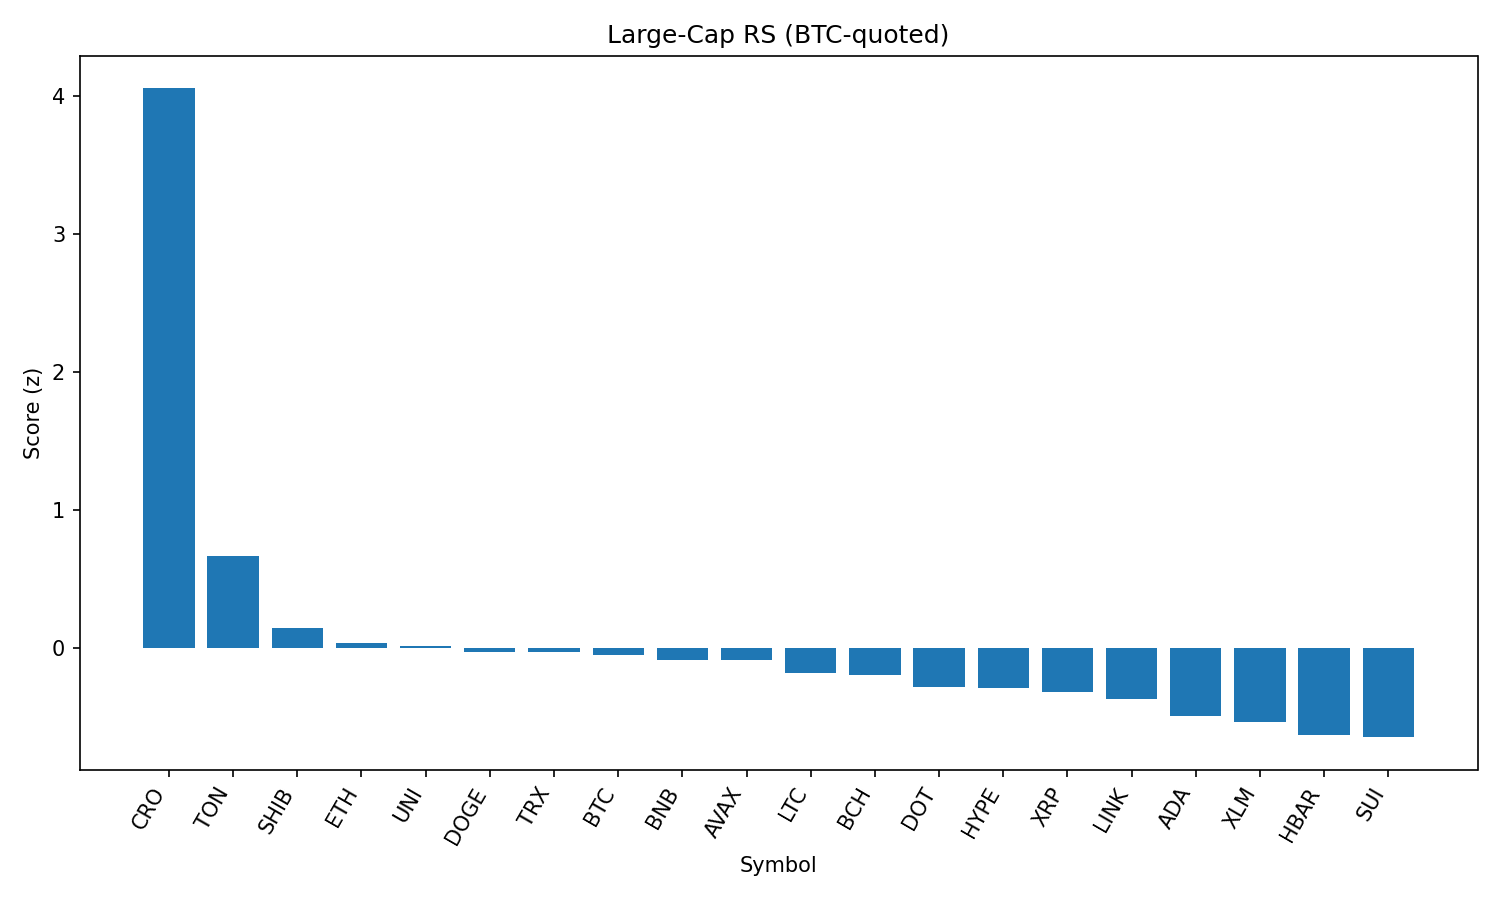 Large-Cap RS (BTC-quoted)
Score (z)
4
3
2
1
0
CRO
TON
SHIB
ETH
UNI
DOGE
TRX
BTC
BNB
AVAX
LTC
BCH
DOT
HYPE
XRP
LINK
ADA
XLM
HBAR
SUI
Symbol